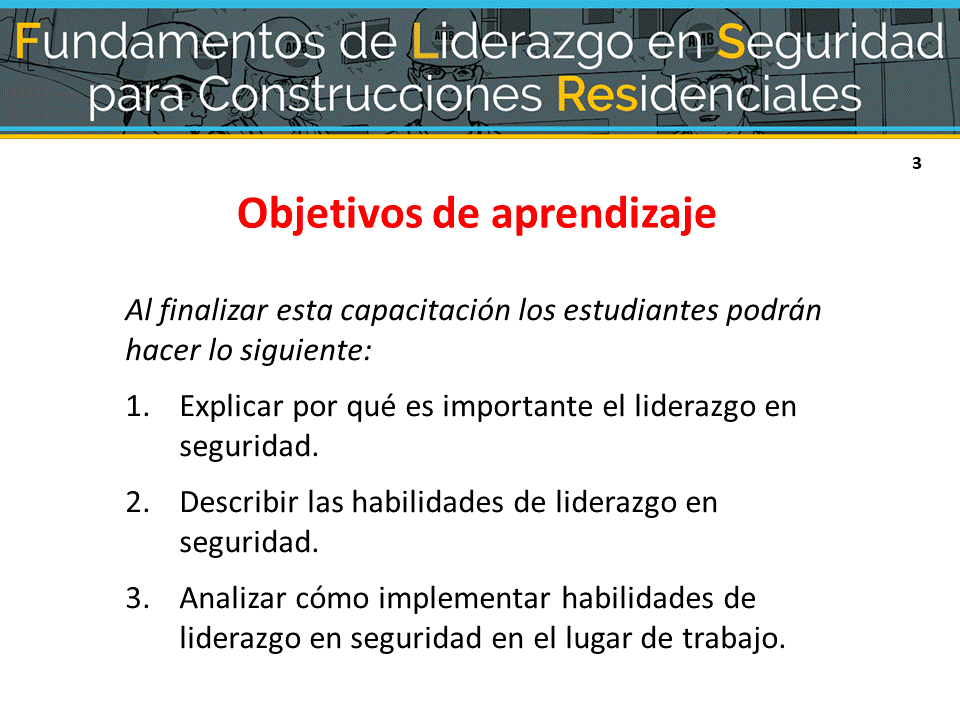 Fundamentos de Liderazgo en Seguridad
para Construcciones Residenciales
3
Objetivos de aprendizaje
Al finalizar esta capacitación los estudiantes podrán
hacer lo siguiente:
1. Explicar por qué es importante el liderazgo en
seguridad.
2. Describir las habilidades de liderazgo en
seguridad.
3. Analizar cómo implementar habilidades de
liderazgo en seguridad en el lugar de trabajo.